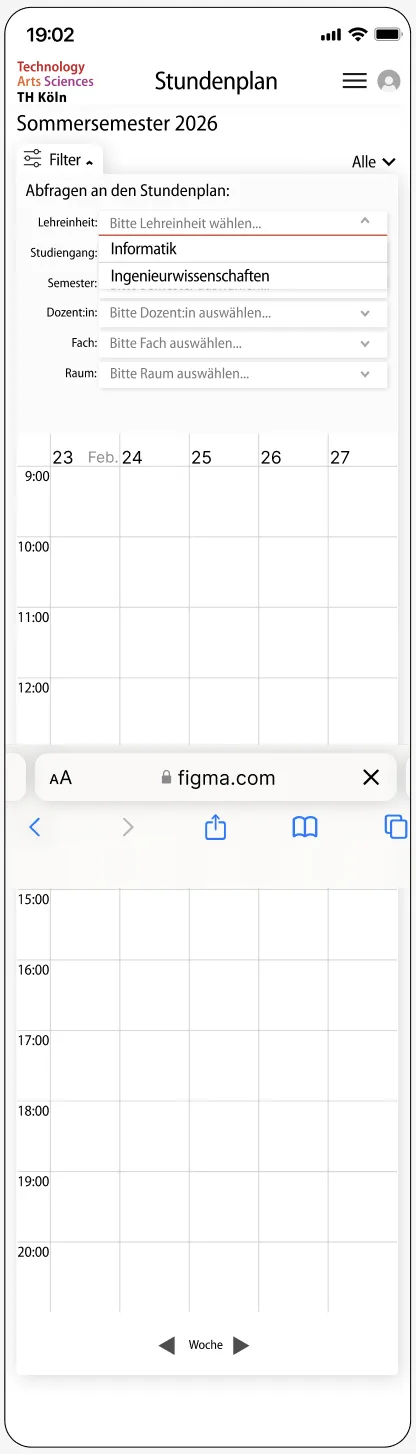 19:02
Technology
Arts Sciences
TH Köln
Stundenplan
Sommersemester 2026
Filter
Alle
Abfragen an den Stundenplan:
Lehreinheit: Bitte Lehreinheit wählen...
Informatik
Studiengang:
Ingenieurwissenschaften
Semester:
Dozent:in: Bitte Dozent:in auswählen...
Fach: Bitte Fach auswählen...
Raum: Bitte Raum auswählen...
23 Feb. 24 25 26 27
9:00
10:00
11:00
12:00
AA figma.com
15:00
16:00
17:00
18:00
19:00
20:00
Woche